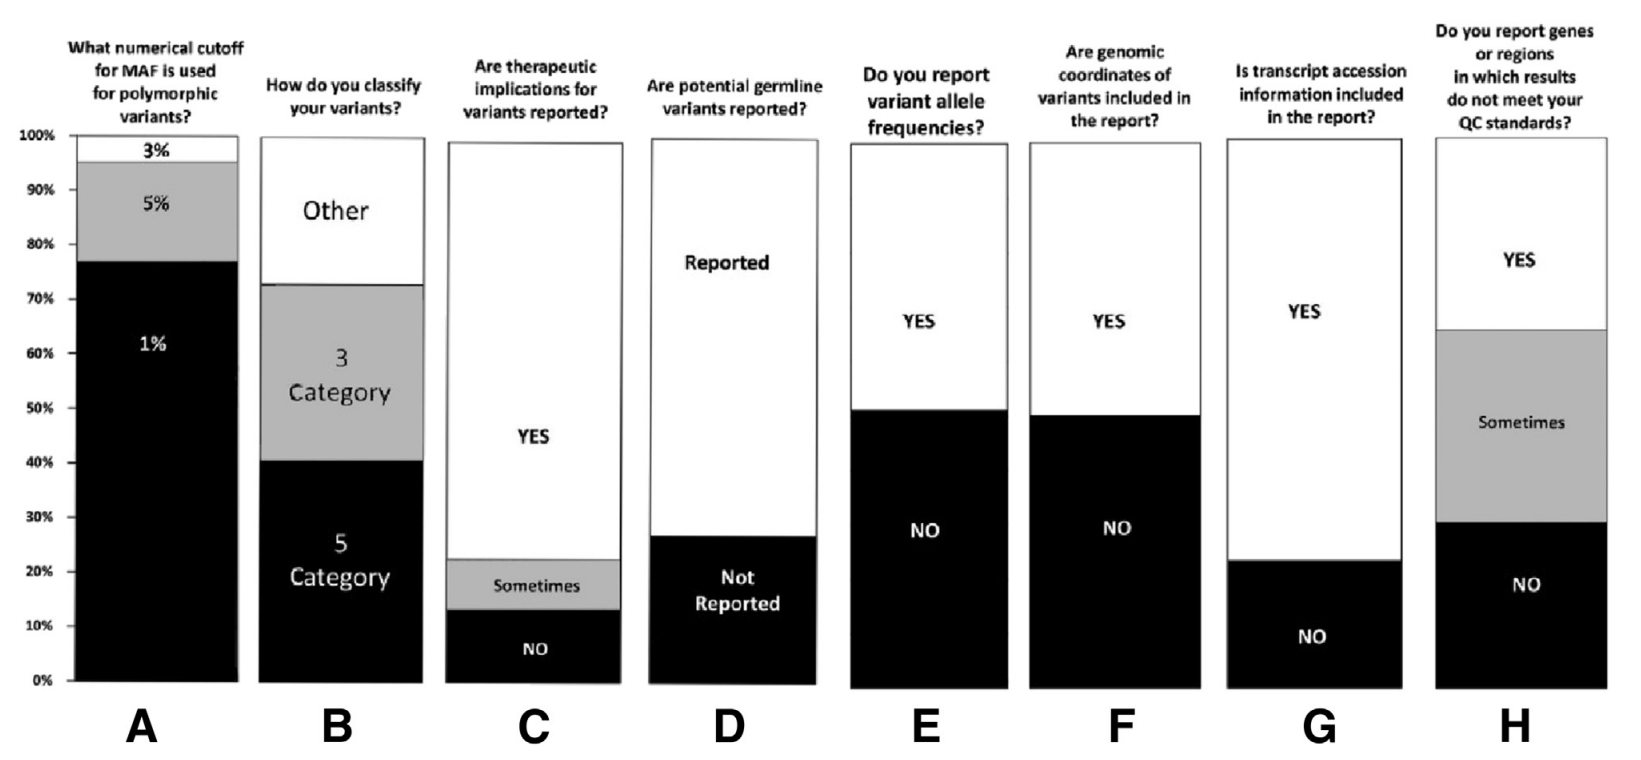 What numerical cutoff
for MAF is used
for polymorphic
variants?
How do you classify
your variants?
Are therapeutic
implications for
variants reported?
Are potential germline
variants reported?
Do you report
variant allele
frequencies?
Are genomic
coordinates of
variants included in
the report?
Is transcript accession
information included
in the report?
Do you report genes
or regions
in which results
do not meet your
QC standards?
100%
90%
80%
70%
60%
50%
40%
30%
20%
10%
0%
3%
5%
1%
Other
3
Category
5
Category
YES
Sometimes
NO
Reported
Not
Reported
YES
NO
YES
NO
YES
NO
YES
Sometimes
NO
A
B
C
D
E
F
G
H